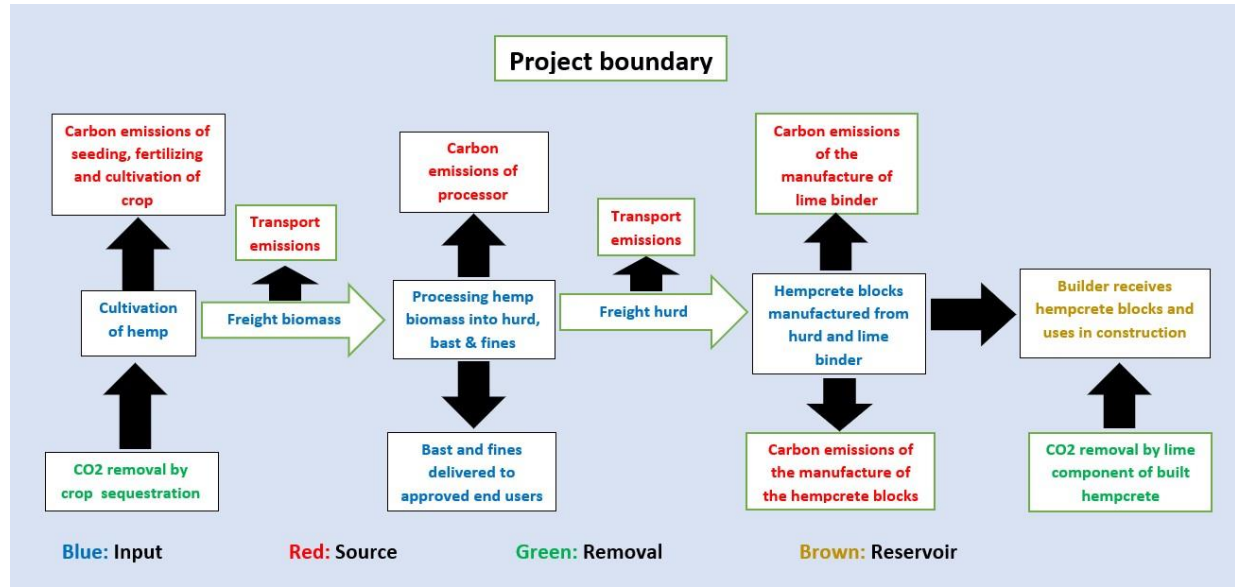 Project boundary
Carbon emissions of
seeding, fertilizing
and cultivation of
crop
Transport
emissions
Carbon
emissions of
processor
Transport
emissions
Carbon emissions
of the
manufacture of
lime binder
Cultivation
of hemp
Freight biomass
Processing hemp
biomass into hurd,
bast & fines
Freight hurd
Hempcrete blocks
manufactured from
hurd and lime
binder
Builder receives
hempcrete blocks and
uses in construction
CO2 removal by
crop sequestration
Bast and fines
delivered to
approved end users
Carbon emissions of
the manufacture of
the hempcrete blocks
CO2 removal by lime
component of built
hempcrete
Blue: Input
Red: Source
Green: Removal
Brown: Reservoir